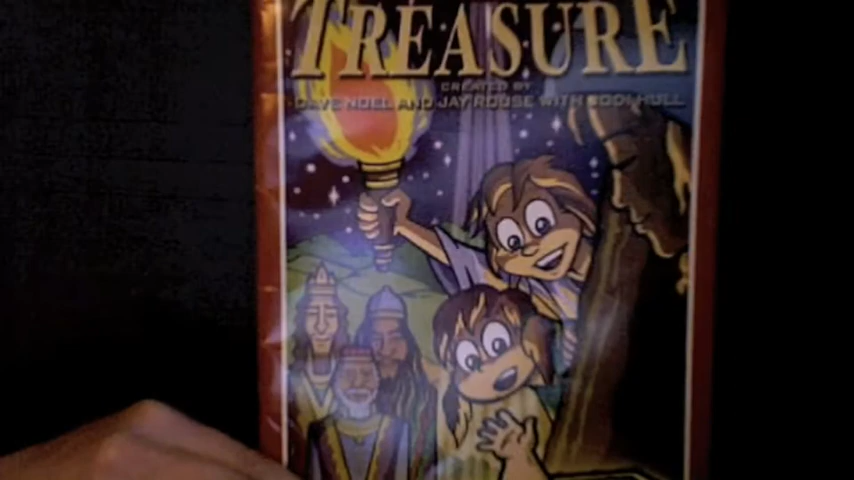 TREASURE
CREATED BY
DAVE NOEL AND JAY ROUSE WITH JODI HULL